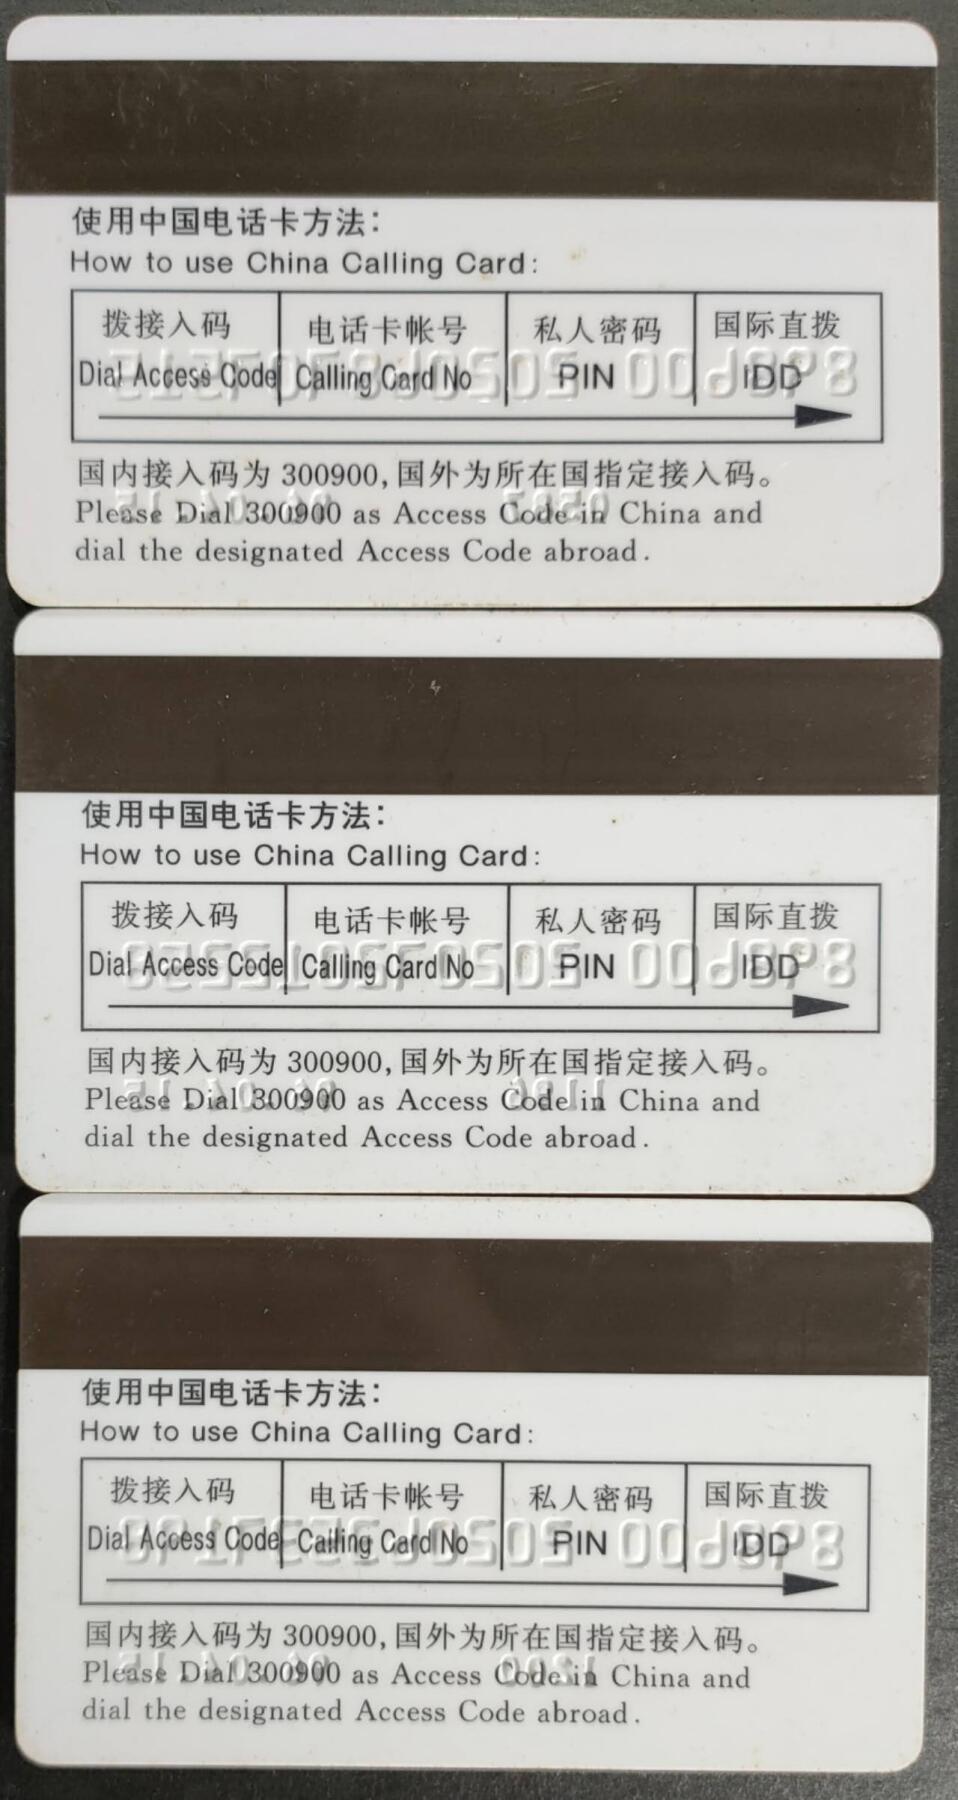 使用中国电话卡方法：
How to use China Calling Card:
拨接入码 电话卡帐号 私人密码 国际直拨
Dial Access Code Calling Card No PIN IDD
国内接入码为 300900,国外为所在国指定接入码。
Please Dial 300900 as Access Code in China and
dial the designated Access Code abroad.
使用中国电话卡方法：
How to use China Calling Card:
拨接入码 电话卡帐号 私人密码 国际直拨
Dial Access Code Calling Card No PIN IDD
国内接入码为 300900,国外为所在国指定接入码。
Please Dial 300900 as Access Code in China and
dial the designated Access Code abroad.
使用中国电话卡方法：
How to use China Calling Card:
拨接入码 电话卡帐号 私人密码 国际直拨
Dial Access Code Calling Card No PIN IDD
国内接入码为 300900,国外为所在国指定接入码。
Please Dial 300900 as Access Code in China and
dial the designated Access Code abroad.